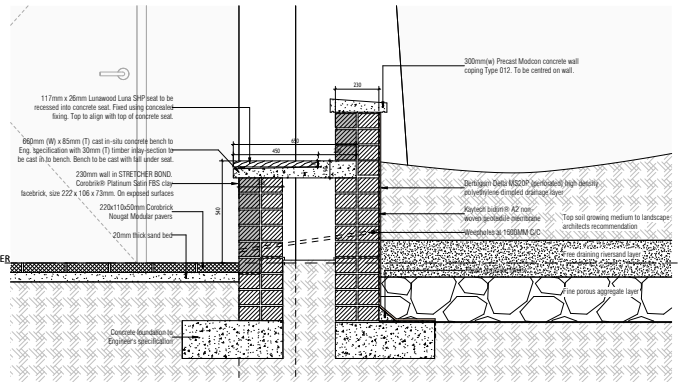 300mm(w) Precast Modcon concrete wall
coping Type 012. To be centred on wall.
230
117mm x 26mm Lunawood Luna SHP seat to be
recessed into concrete seat. Fixed using concealed
fixing. Top to align with top of concrete seat.
660mm (W) x 85mm (T) cast in-situ concrete bench to
Eng. specification with 30mm (T) timber inlay section to
be cast in to bench. Bench to be cast with fall under seat.
650
450
230mm wall in STRETCHER BOND.
Corobrik® Platinum Satin FBS clay
facebrick, size 222 x 106 x 73mm. On exposed surfaces
540
220x110x50mm Corobrick
Nougat Modular pavers
20mm thick sand bed
ER
Concrete foundation to
Engineer's specification
Derbigum Delta MS20P (perforated) high density
polyethylene dimpled drainage layer
Kaytech bidim® A2 non-
woven geotextile membrane
Weepholes at 1500MM C/C
Top soil growing medium to landscape
architects recommendation
Free draining riversand layer
Fine porous aggregate layer